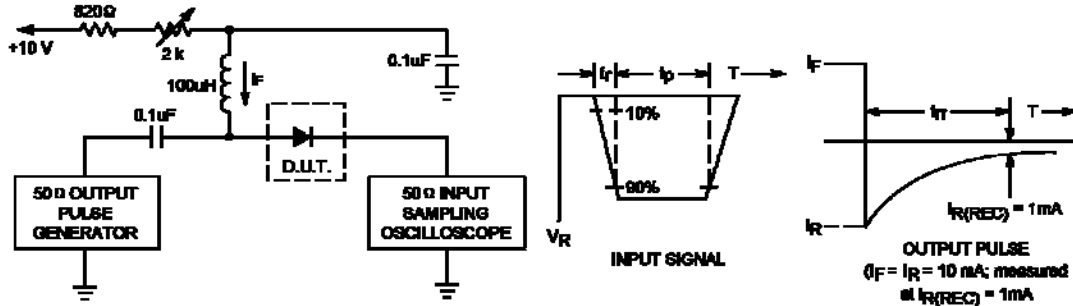 820Ω
+10 V
2 k
100uH
IF
0.1uF
0.1uF
D.U.T.
50 Ω OUTPUT
PULSE
GENERATOR
50 Ω INPUT
SAMPLING
OSCILLOSCOPE
tr
tp
T
10%
90%
VR
INPUT SIGNAL
IF
trr
T
IR
IR(REC) = 1mA
OUTPUT PULSE
(IF = IR = 10 mA; measured
at IR(REC) = 1mA